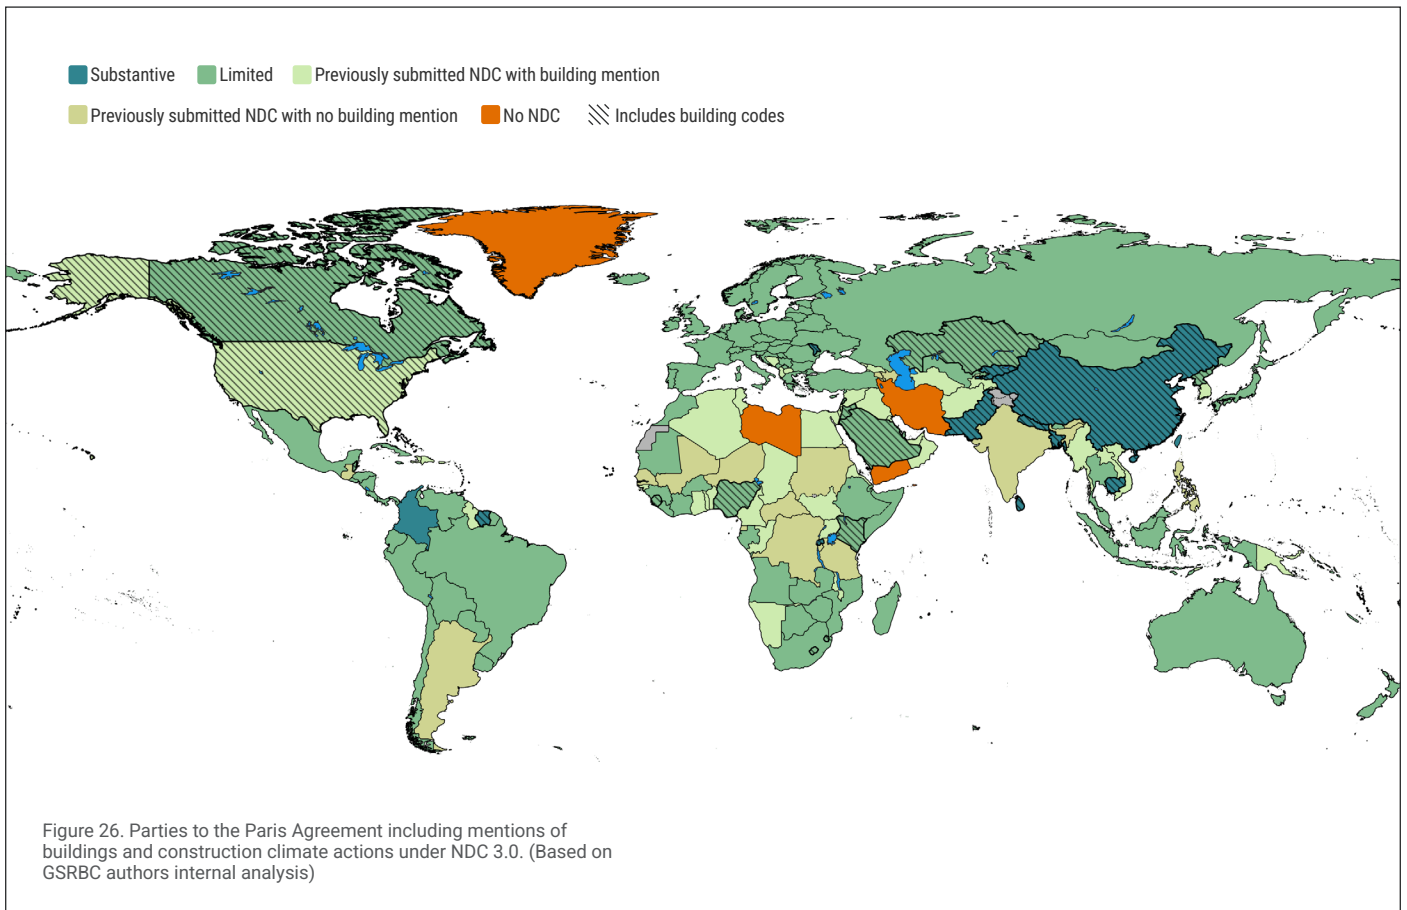 Substantive Limited Previously submitted NDC with building mention
Previously submitted NDC with no building mention No NDC Includes building codes
Figure 26. Parties to the Paris Agreement including mentions of
buildings and construction climate actions under NDC 3.0. (Based on
GSRBC authors internal analysis)